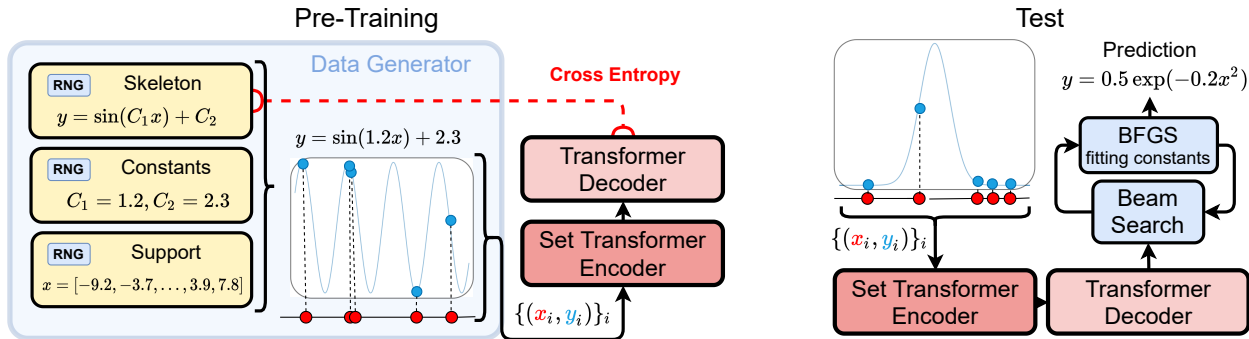 Pre-Training
Data Generator
RNG
Skeleton
y = sin(C₁x) + C₂
RNG
Constants
C₁ = 1.2, C₂ = 2.3
RNG
Support
x = [−9.2, −3.7, . . . , 3.9, 7.8]
y = sin(1.2x) + 2.3
Cross Entropy
Transformer
Decoder
Set Transformer
Encoder
{(xᵢ, yᵢ)}ᵢ
Test
{(xᵢ, yᵢ)}ᵢ
Set Transformer
Encoder
Transformer
Decoder
Beam
Search
BFGS
fitting constants
Prediction
y = 0.5 exp(−0.2x²)